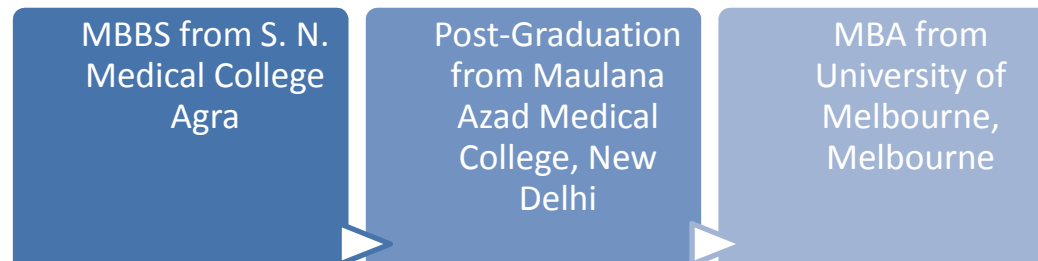 MBBS from S. N.
Medical College
Agra
Post-Graduation
from Maulana
Azad Medical
College, New
Delhi
MBA from
University of
Melbourne,
Melbourne